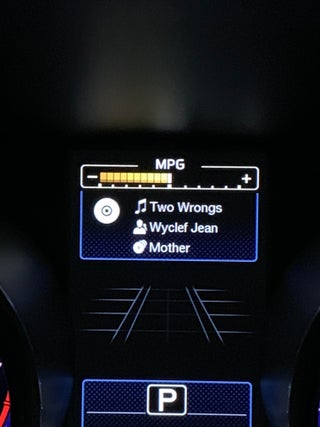 MPG
− +
Two Wrongs
Wyclef Jean
Mother
P